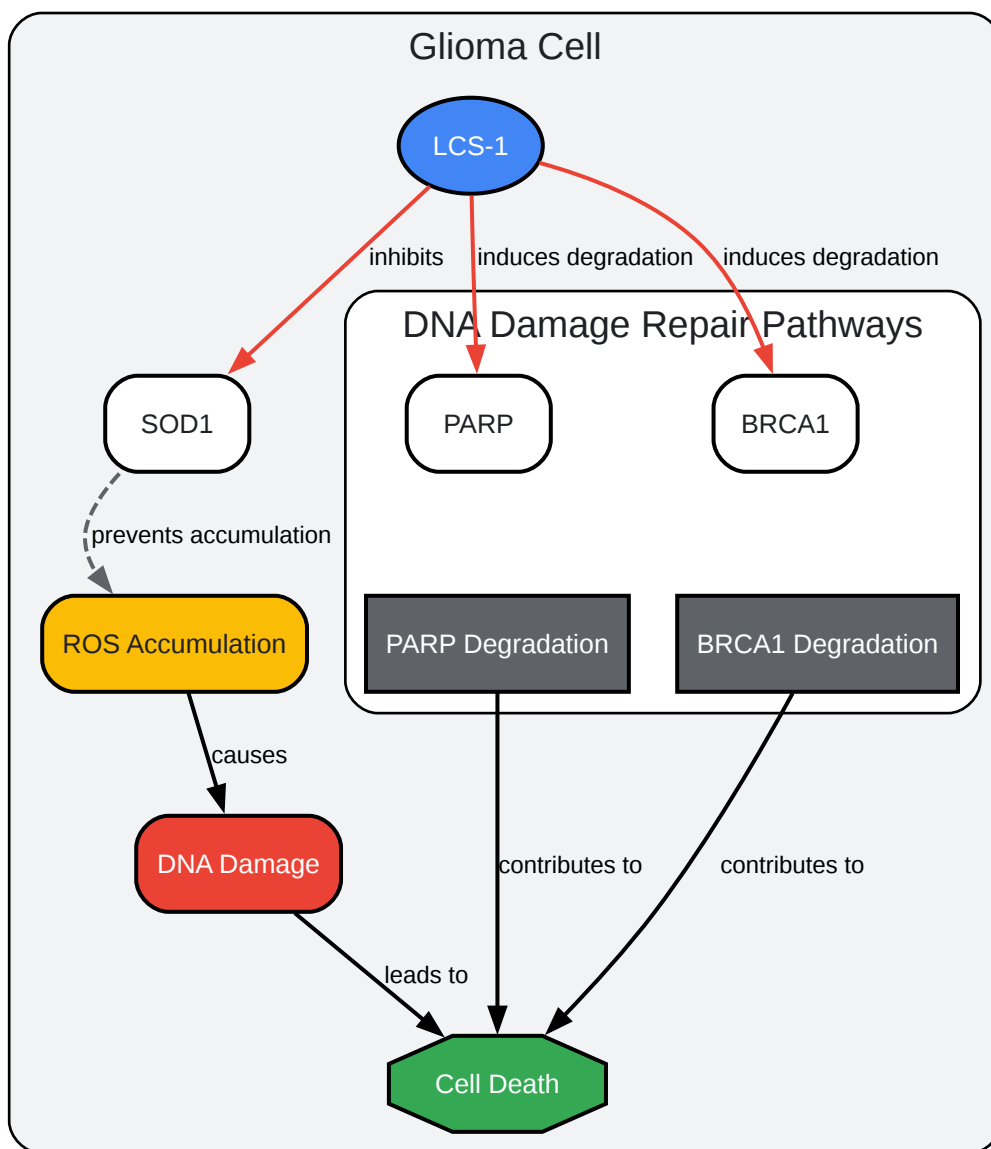 Glioma Cell
LCS-1
inhibits
induces degradation
induces degradation
DNA Damage Repair Pathways
SOD1
PARP
BRCA1
prevents accumulation
ROS Accumulation
PARP Degradation
BRCA1 Degradation
causes
DNA Damage
contributes to
contributes to
leads to
Cell Death